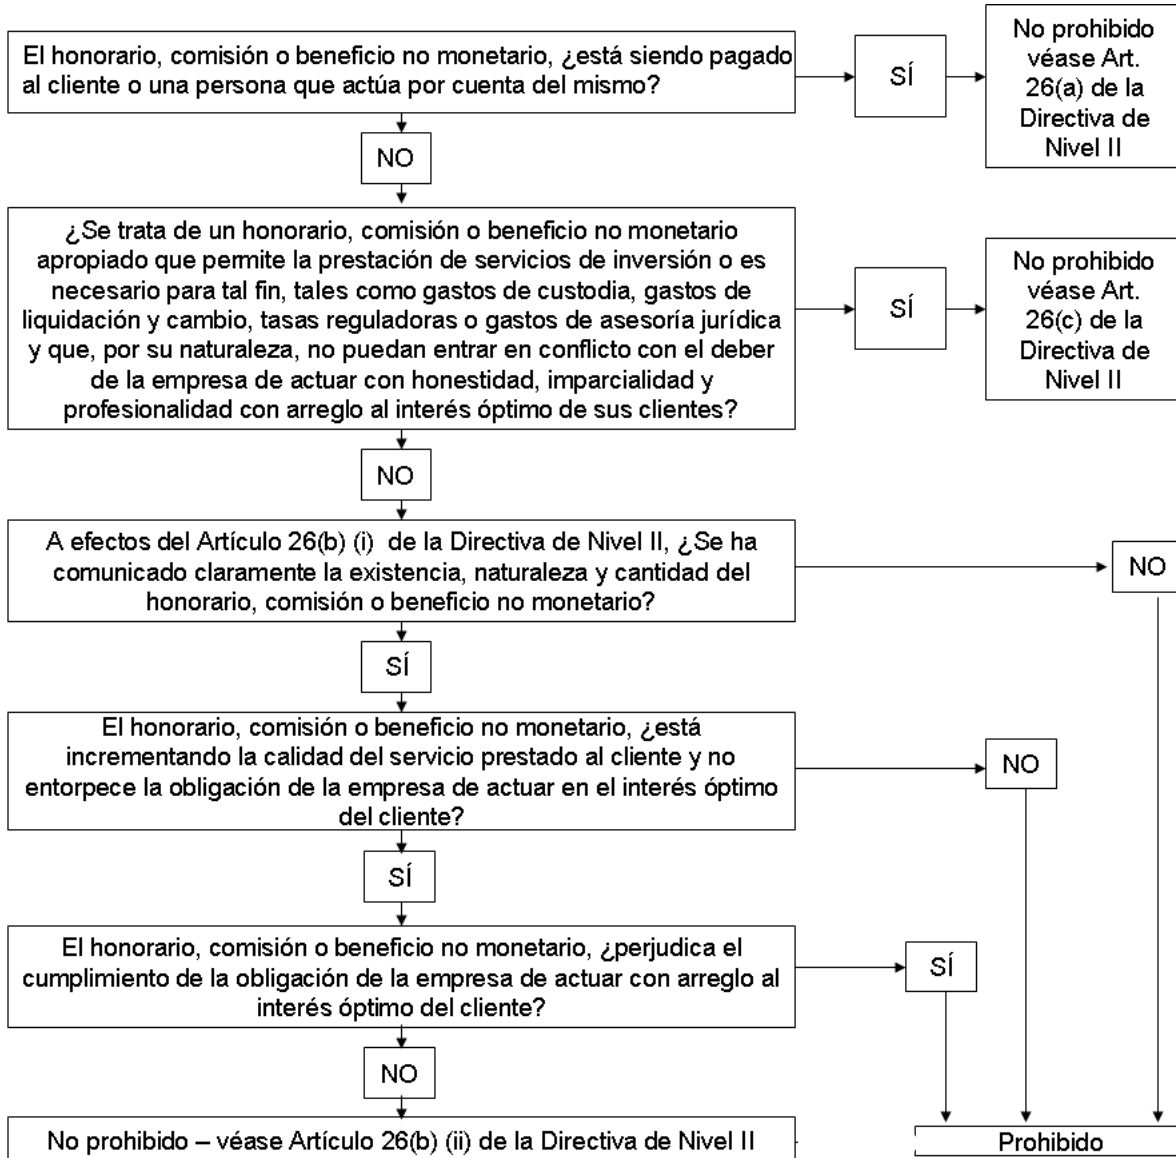 El honorario, comisión o beneficio no monetario, ¿está siendo pagado
al cliente o una persona que actúa por cuenta del mismo?
SÍ
No prohibido
véase Art.
26(a) de la
Directiva de
Nivel II
NO
¿Se trata de un honorario, comisión o beneficio no monetario
apropiado que permite la prestación de servicios de inversión o es
necesario para tal fin, tales como gastos de custodia, gastos de
liquidación y cambio, tasas reguladoras o gastos de asesoría jurídica
y que, por su naturaleza, no puedan entrar en conflicto con el deber
de la empresa de actuar con honestidad, imparcialidad y
profesionalidad con arreglo al interés óptimo de sus clientes?
SÍ
No prohibido
véase Art.
26(c) de la
Directiva de
Nivel II
NO
A efectos del Artículo 26(b) (i) de la Directiva de Nivel II, ¿Se ha
comunicado claramente la existencia, naturaleza y cantidad del
honorario, comisión o beneficio no monetario?
NO
SÍ
El honorario, comisión o beneficio no monetario, ¿está
incrementando la calidad del servicio prestado al cliente y no
entorpece la obligación de la empresa de actuar en el interés óptimo
del cliente?
NO
SÍ
El honorario, comisión o beneficio no monetario, ¿perjudica el
cumplimiento de la obligación de la empresa de actuar con arreglo al
interés óptimo del cliente?
SÍ
NO
No prohibido – véase Artículo 26(b) (ii) de la Directiva de Nivel II
Prohibido